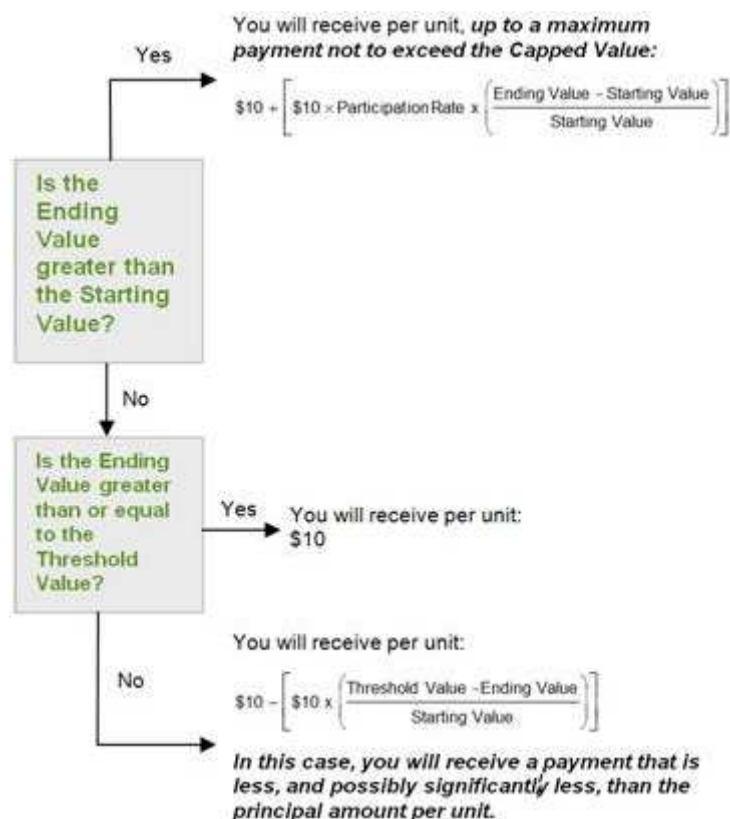 You will receive per unit, up to a maximum
payment not to exceed the Capped Value:
Yes
$10 + [ $10 × Participation Rate x ( Ending Value - Starting Value
Starting Value ) ]
Is the
Ending
Value
greater than
the Starting
Value?
No
Is the Ending
Value greater
than or equal
to the
Threshold
Value?
Yes
You will receive per unit:
$10
You will receive per unit:
No
$10 – [ $10 x ( Threshold Value - Ending Value
Starting Value ) ]
In this case, you will receive a payment that is
less, and possibly significantly less, than the
principal amount per unit.